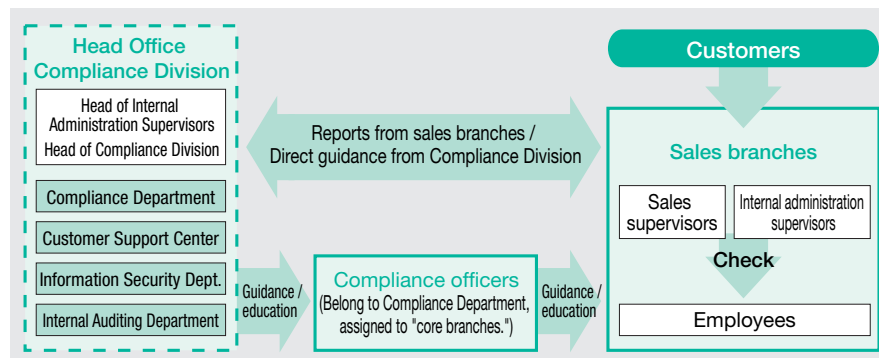 Head Office
Compliance Division
Head of Internal
Administration Supervisors
Head of Compliance Division
Compliance Department
Customer Support Center
Information Security Dept.
Internal Auditing Department
Reports from sales branches /
Direct guidance from Compliance Division
Guidance /
education
Compliance officers
(Belong to Compliance Department,
assigned to "core branches.")
Guidance /
education
Customers
Sales branches
Sales
supervisors
Internal administration
supervisors
Check
Employees